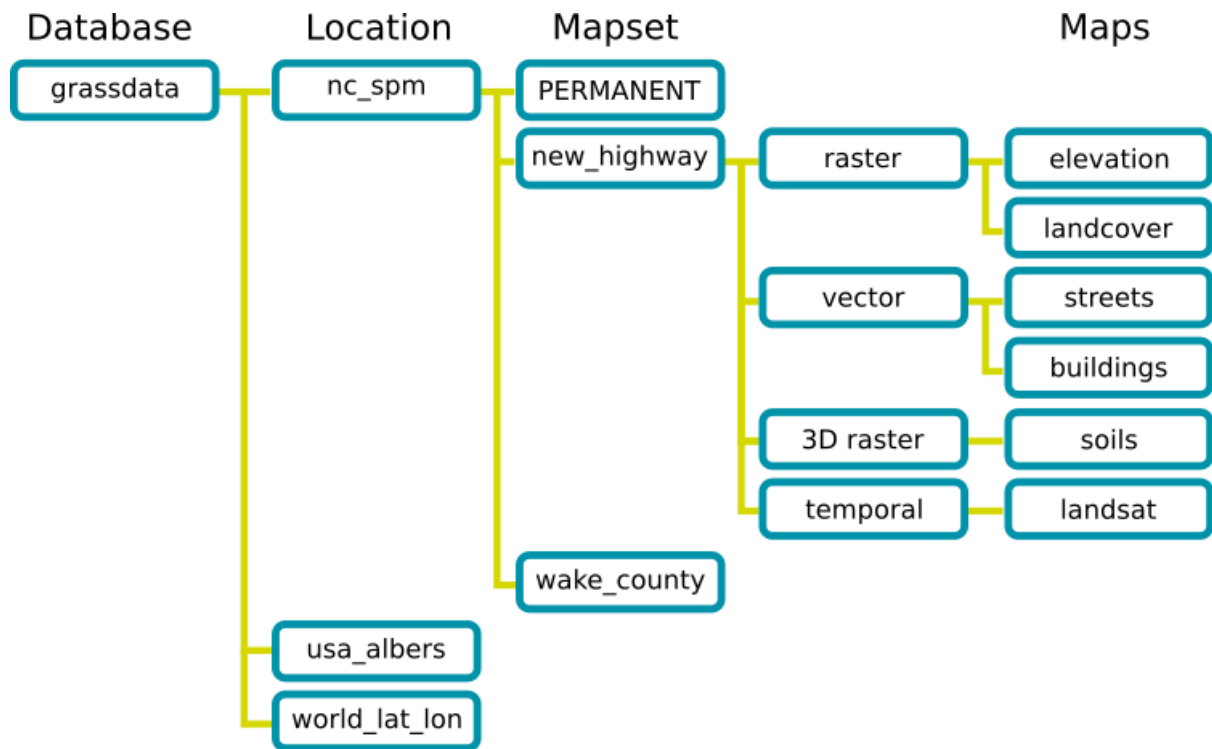 Database Location Mapset Maps
grassdata nc_spm PERMANENT
new_highway raster elevation
landcover
vector streets
buildings
3D raster soils
temporal landsat
wake_county
usa_albers
world_lat_lon